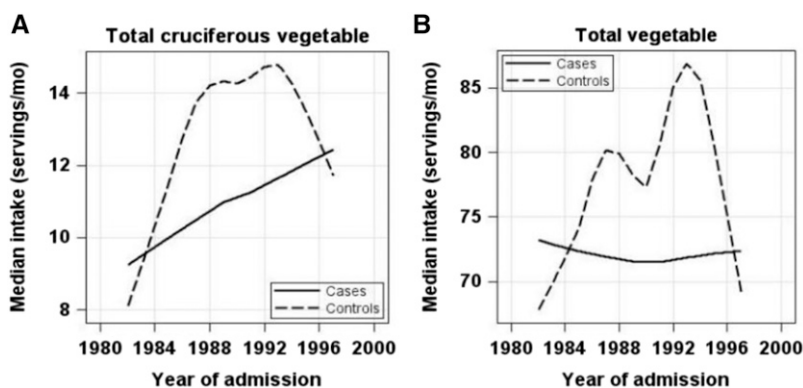 A
Total cruciferous vegetable
Median intake (servings/mo)
14
12
10
8
Cases
Controls
1980 1984 1988 1992 1996 2000
Year of admission
B
Total vegetable
Median intake (servings/mo)
Cases
Controls
85
80
75
70
1980 1984 1988 1992 1996 2000
Year of admission